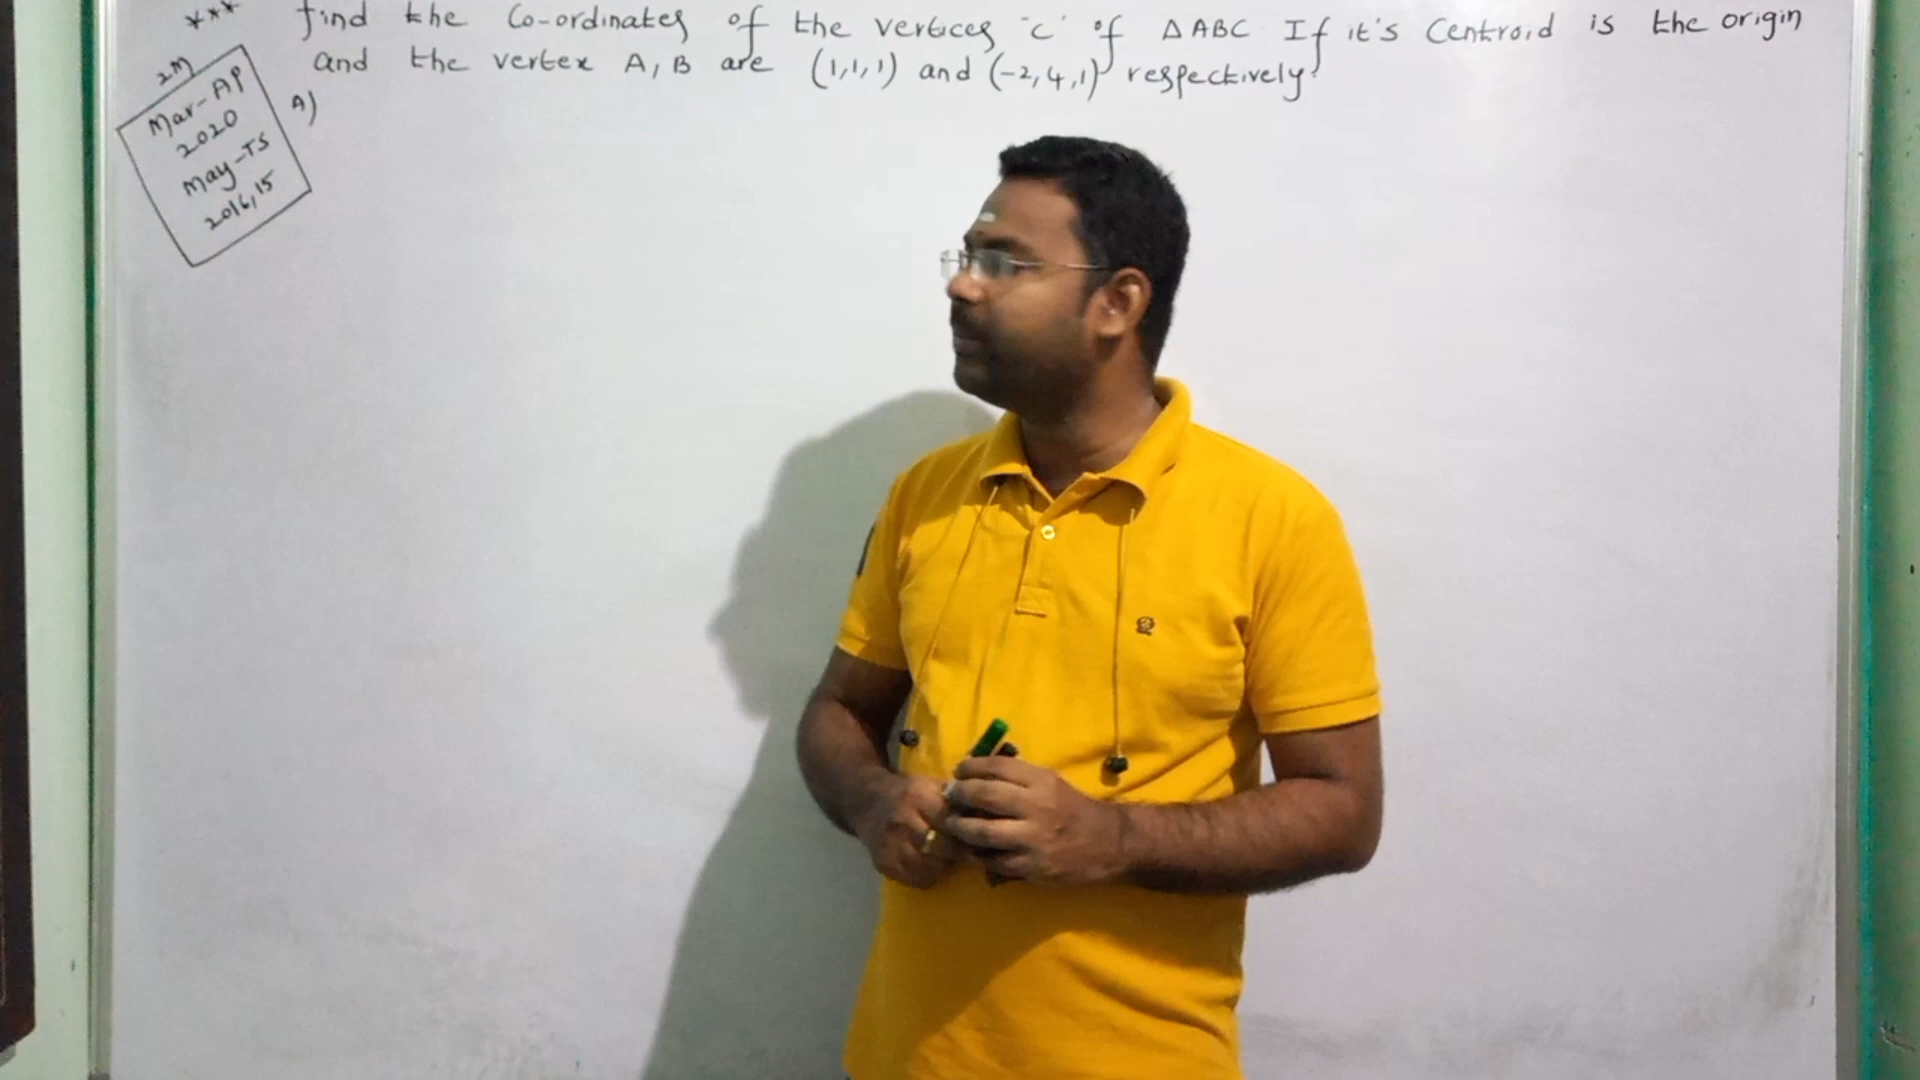 ***
find the Co-ordinates of the vertices 'c' of ΔABC If it's Centroid is the origin
and the vertex A, B are (1,1,1) and (-2,4,1) respectively.
2M
Mar-AP
2020
May-TS
2016,15
A)